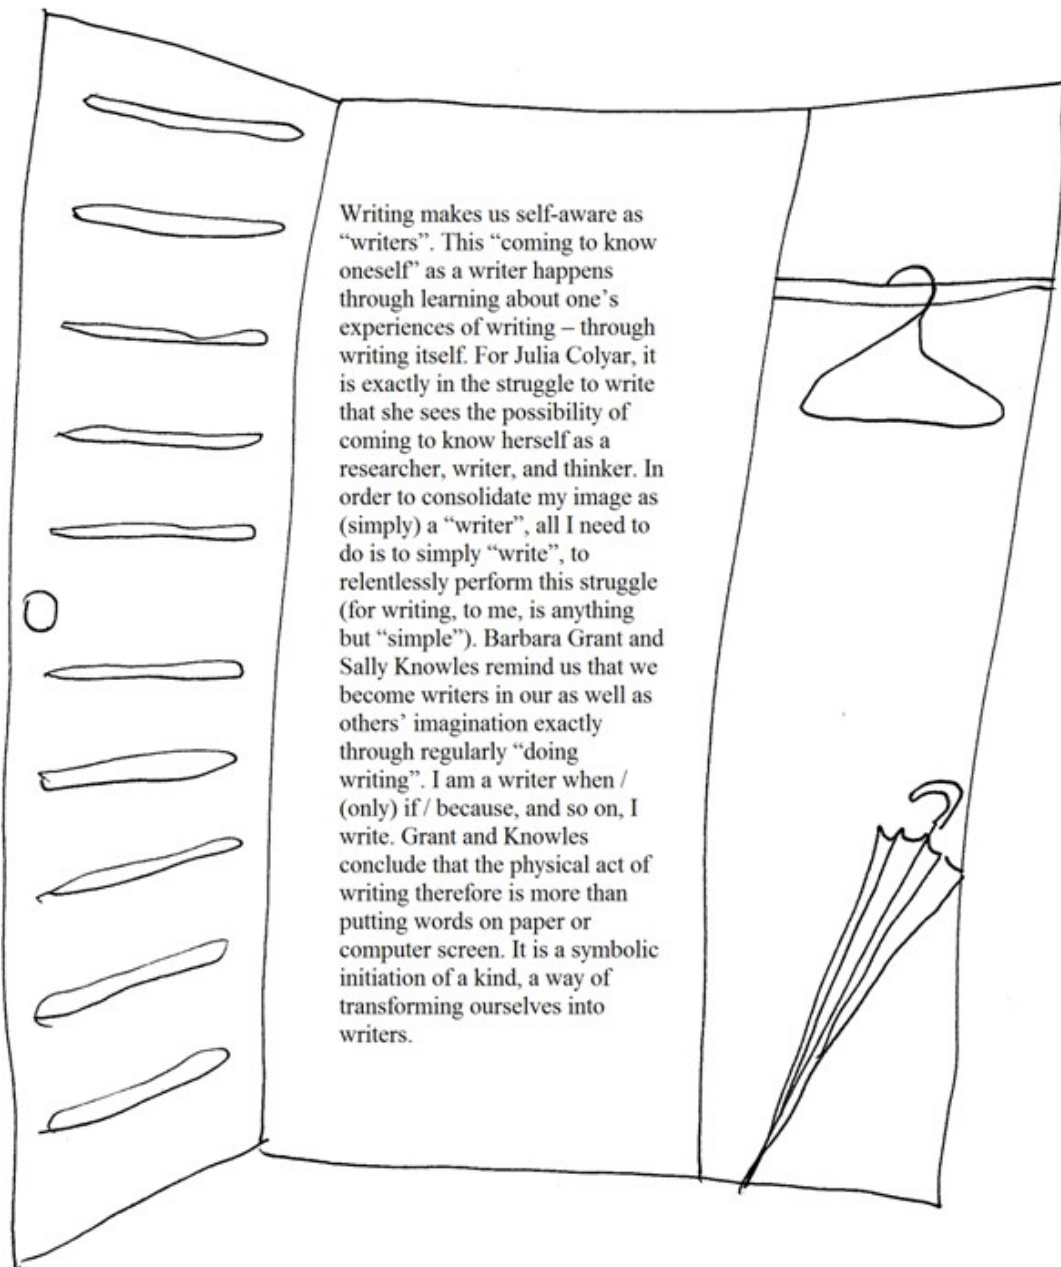 Writing makes us self-aware as
“writers”. This “coming to know
oneself” as a writer happens
through learning about one’s
experiences of writing – through
writing itself. For Julia Colyar, it
is exactly in the struggle to write
that she sees the possibility of
coming to know herself as a
researcher, writer, and thinker. In
order to consolidate my image as
(simply) a “writer”, all I need to
do is to simply “write”, to
relentlessly perform this struggle
(for writing, to me, is anything
but “simple”). Barbara Grant and
Sally Knowles remind us that we
become writers in our as well as
others’ imagination exactly
through regularly “doing
writing”. I am a writer when /
(only) if / because, and so on, I
write. Grant and Knowles
conclude that the physical act of
writing therefore is more than
putting words on paper or
computer screen. It is a symbolic
initiation of a kind, a way of
transforming ourselves into
writers.